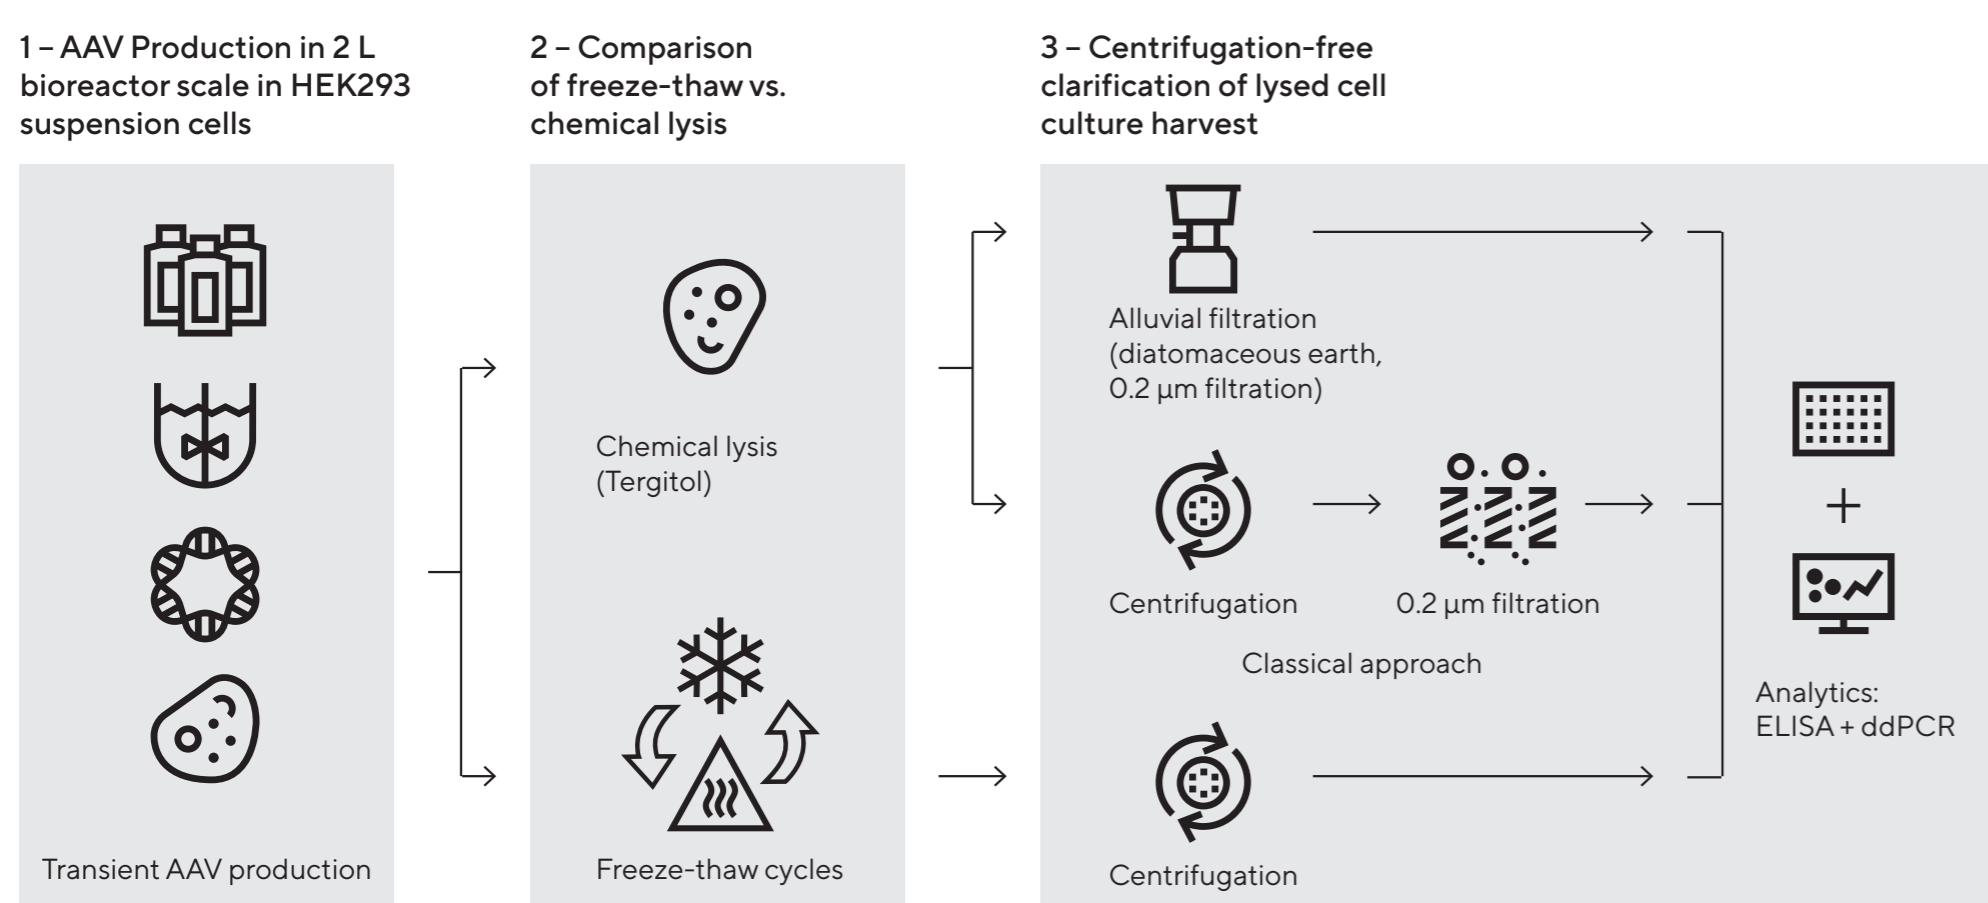 1 – AAV Production in 2 L
bioreactor scale in HEK293
suspension cells
2 – Comparison
of freeze-thaw vs.
chemical lysis
3 – Centrifugation-free
clarification of lysed cell
culture harvest
Transient AAV production
Chemical lysis
(Tergitol)
Freeze-thaw cycles
Alluvial filtration
(diatomaceous earth,
0.2 µm filtration)
Centrifugation
0.2 µm filtration
Classical approach
Centrifugation
Analytics:
ELISA + ddPCR